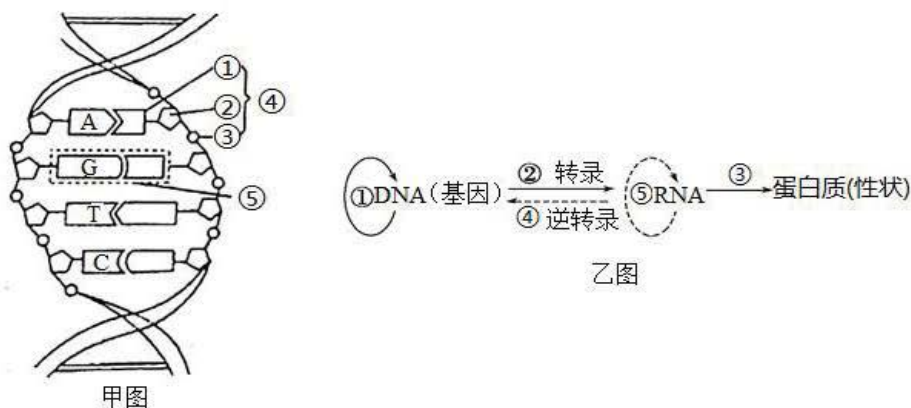 ①
②
④
③
A
G
⑤
T
C
甲图
①DNA(基因)
② 转录
④ 逆转录
⑤RNA
③
蛋白质(性状)
乙图